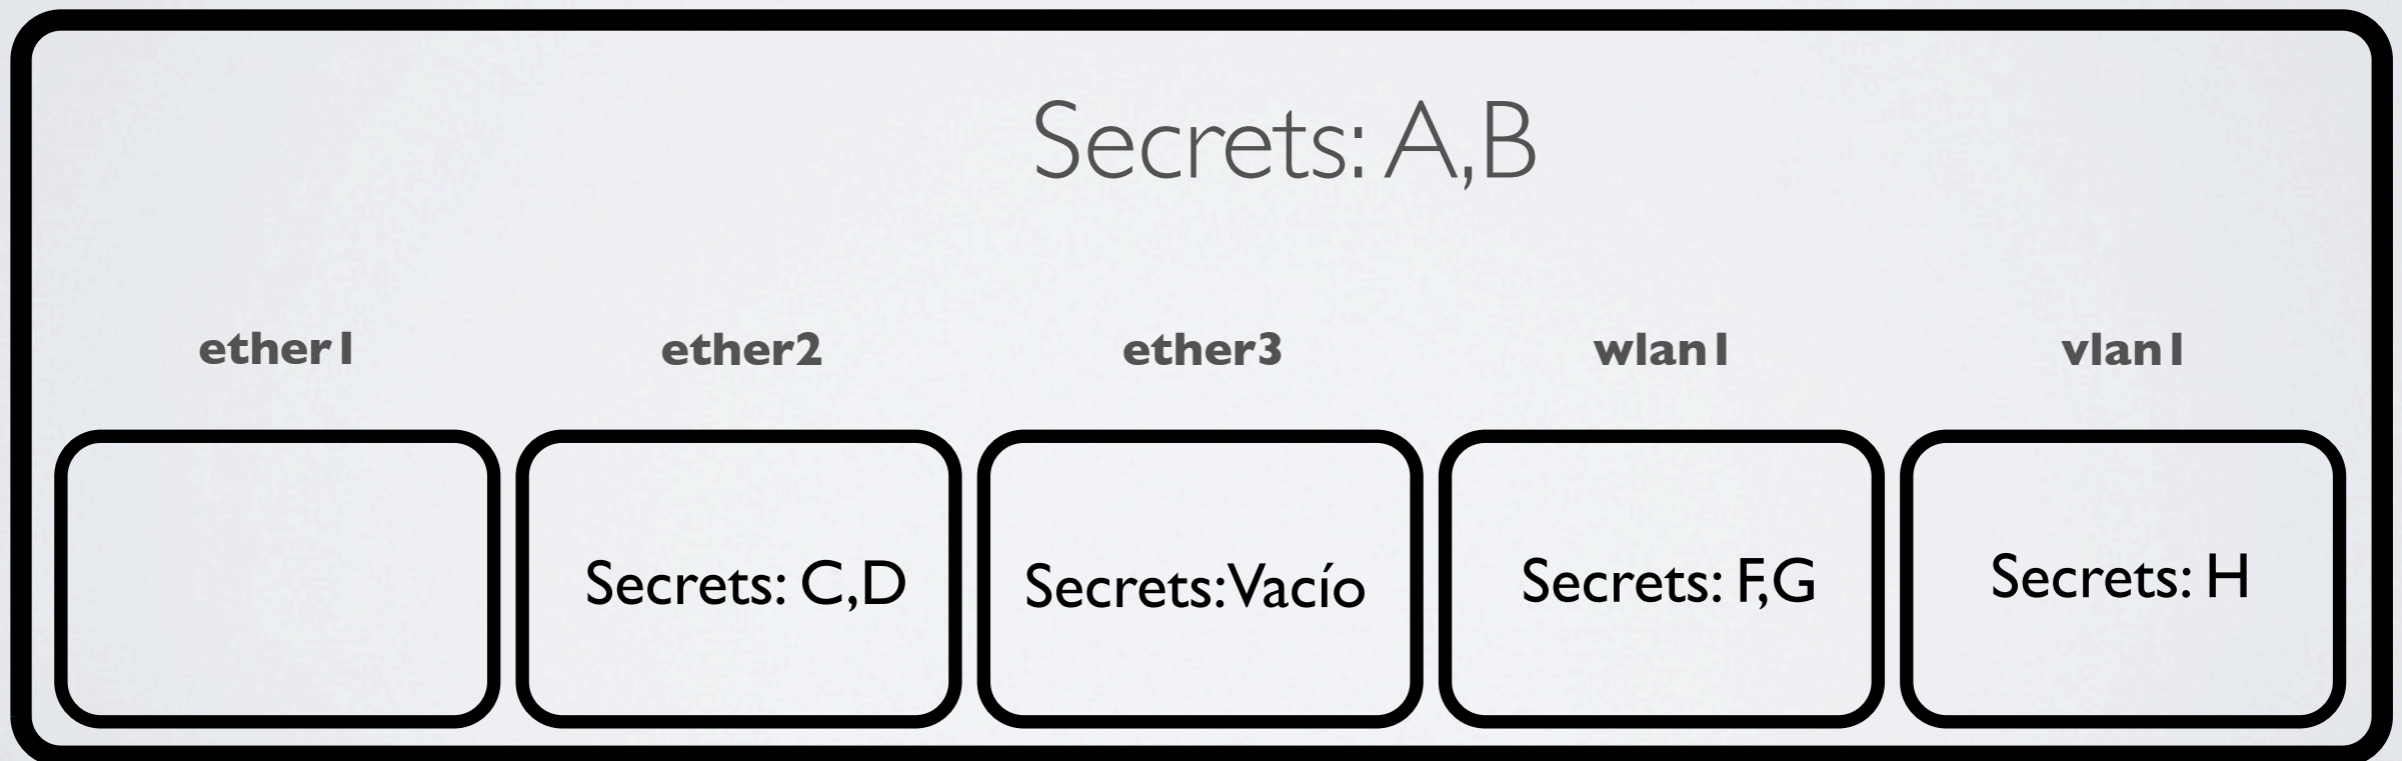 Secrets: A,B
ether1 ether2 ether3 wlan1 vlan1
Secrets: C,D Secrets: Vacío Secrets: F,G Secrets: H